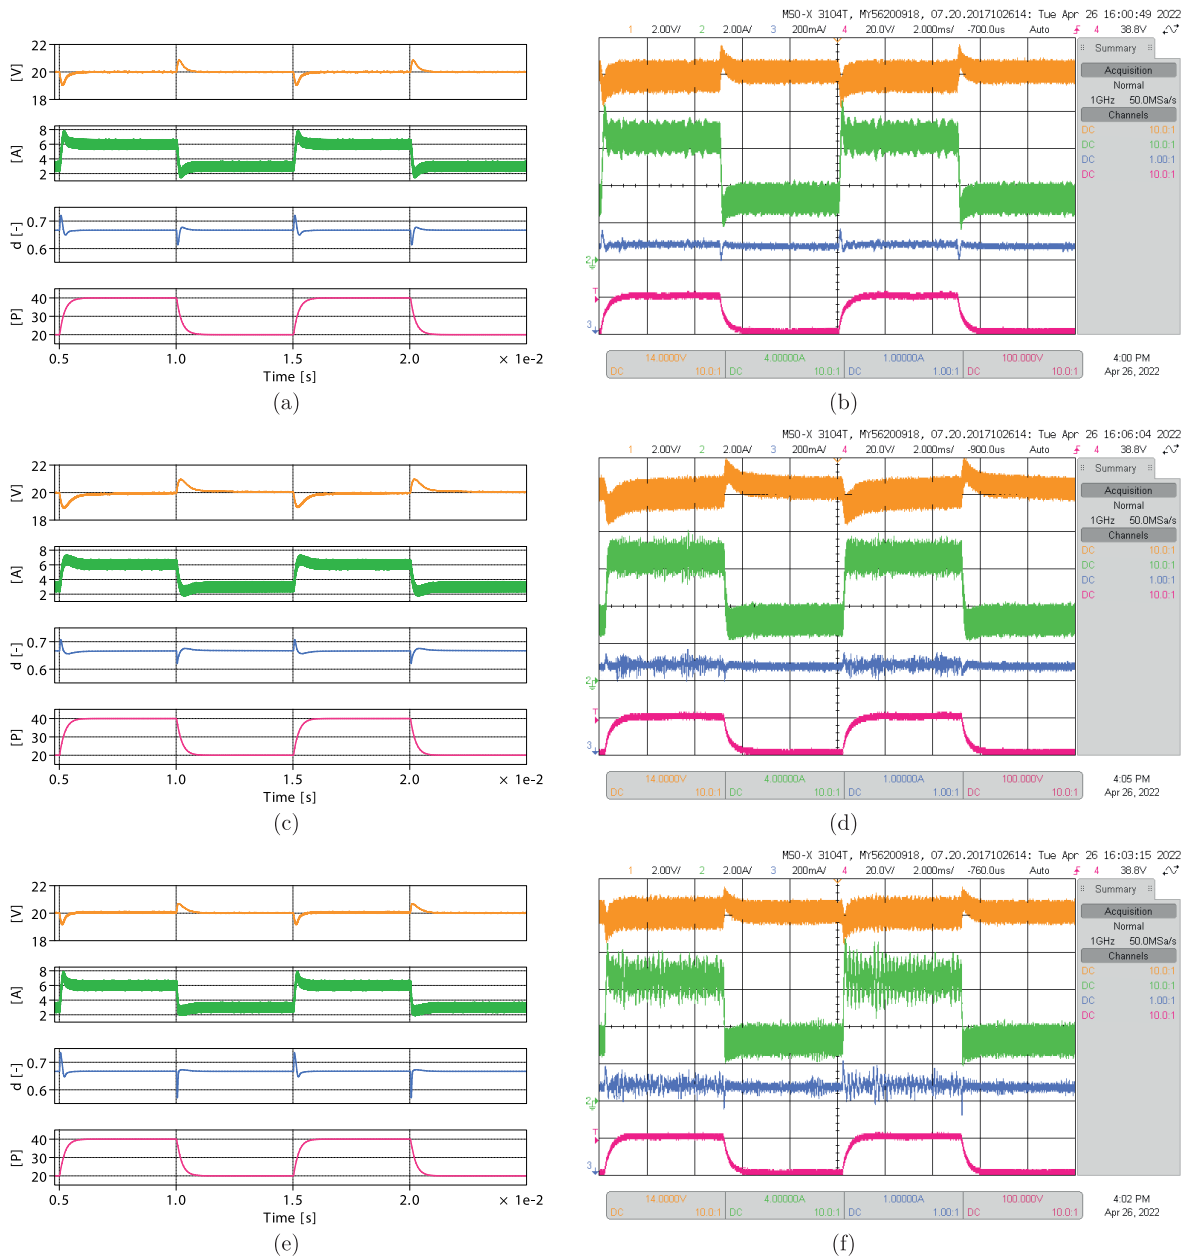 22
[V] 20
18
8
6
[A] 4
2
0.7
d [-]
0.6
40
[P] 30
20
0.5 1.0 1.5 2.0 × 1e-2
Time [s]
(a)
MSO-X 3104T, MY56200918, 07.20.2017102614: Tue Apr 26 16:00:49 2022
1 2.00V/ 2 2.00A/ 3 200mA/ 4 20.0V/ 2.000ms/ -700.0us Auto 4 38.8V
Summary
Acquisition
Normal
1GHz 50.0MSa/s
Channels
DC 10.0:1
DC 10.0:1
DC 1.00:1
DC 10.0:1
2
T
3
14.0000V 4.00000A 1.00000A 100.000V
DC 10.0:1 DC 10.0:1 DC 1.00:1 DC 10.0:1
4:00 PM
Apr 26, 2022
(b)
22
[V] 20
18
8
6
[A] 4
2
0.7
d [-]
0.6
40
[P] 30
20
0.5 1.0 1.5 2.0 × 1e-2
Time [s]
(c)
MSO-X 3104T, MY56200918, 07.20.2017102614: Tue Apr 26 16:06:04 2022
1 2.00V/ 2 2.00A/ 3 200mA/ 4 20.0V/ 2.000ms/ -900.0us Auto 4 38.8V
Summary
Acquisition
Normal
1GHz 50.0MSa/s
Channels
DC 10.0:1
DC 10.0:1
DC 1.00:1
DC 10.0:1
2
T
3
14.0000V 4.00000A 1.00000A 100.000V
DC 10.0:1 DC 10.0:1 DC 1.00:1 DC 10.0:1
4:05 PM
Apr 26, 2022
(d)
22
[V] 20
18
8
6
[A] 4
2
0.7
d [-]
0.6
40
[P] 30
20
0.5 1.0 1.5 2.0 × 1e-2
Time [s]
(e)
MSO-X 3104T, MY56200918, 07.20.2017102614: Tue Apr 26 16:03:15 2022
1 2.00V/ 2 2.00A/ 3 200mA/ 4 20.0V/ 2.000ms/ -760.0us Auto 4 38.8V
Summary
Acquisition
Normal
1GHz 50.0MSa/s
Channels
DC 10.0:1
DC 10.0:1
DC 1.00:1
DC 10.0:1
2
T
3
14.0000V 4.00000A 1.00000A 100.000V
DC 10.0:1 DC 10.0:1 DC 1.00:1 DC 10.0:1
4:02 PM
Apr 26, 2022
(f)